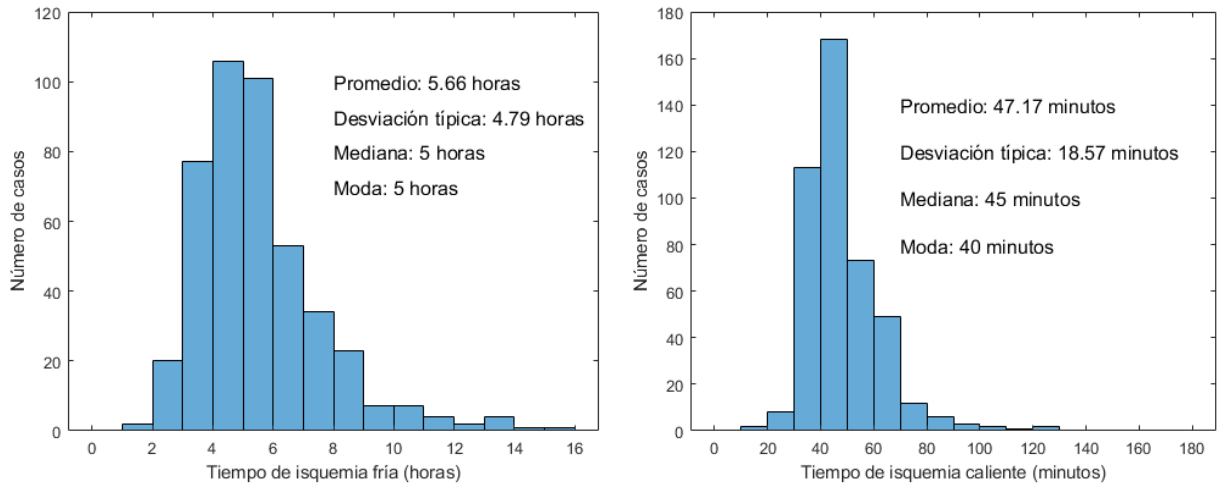 120
100
80
60
40
20
0
Número de casos
Promedio: 5.66 horas
Desviación típica: 4.79 horas
Mediana: 5 horas
Moda: 5 horas
0 2 4 6 8 10 12 14 16
Tiempo de isquemia fría (horas)
180
160
140
120
100
80
60
40
20
0
Número de casos
Promedio: 47.17 minutos
Desviación típica: 18.57 minutos
Mediana: 45 minutos
Moda: 40 minutos
0 20 40 60 80 100 120 140 160 180
Tiempo de isquemia caliente (minutos)